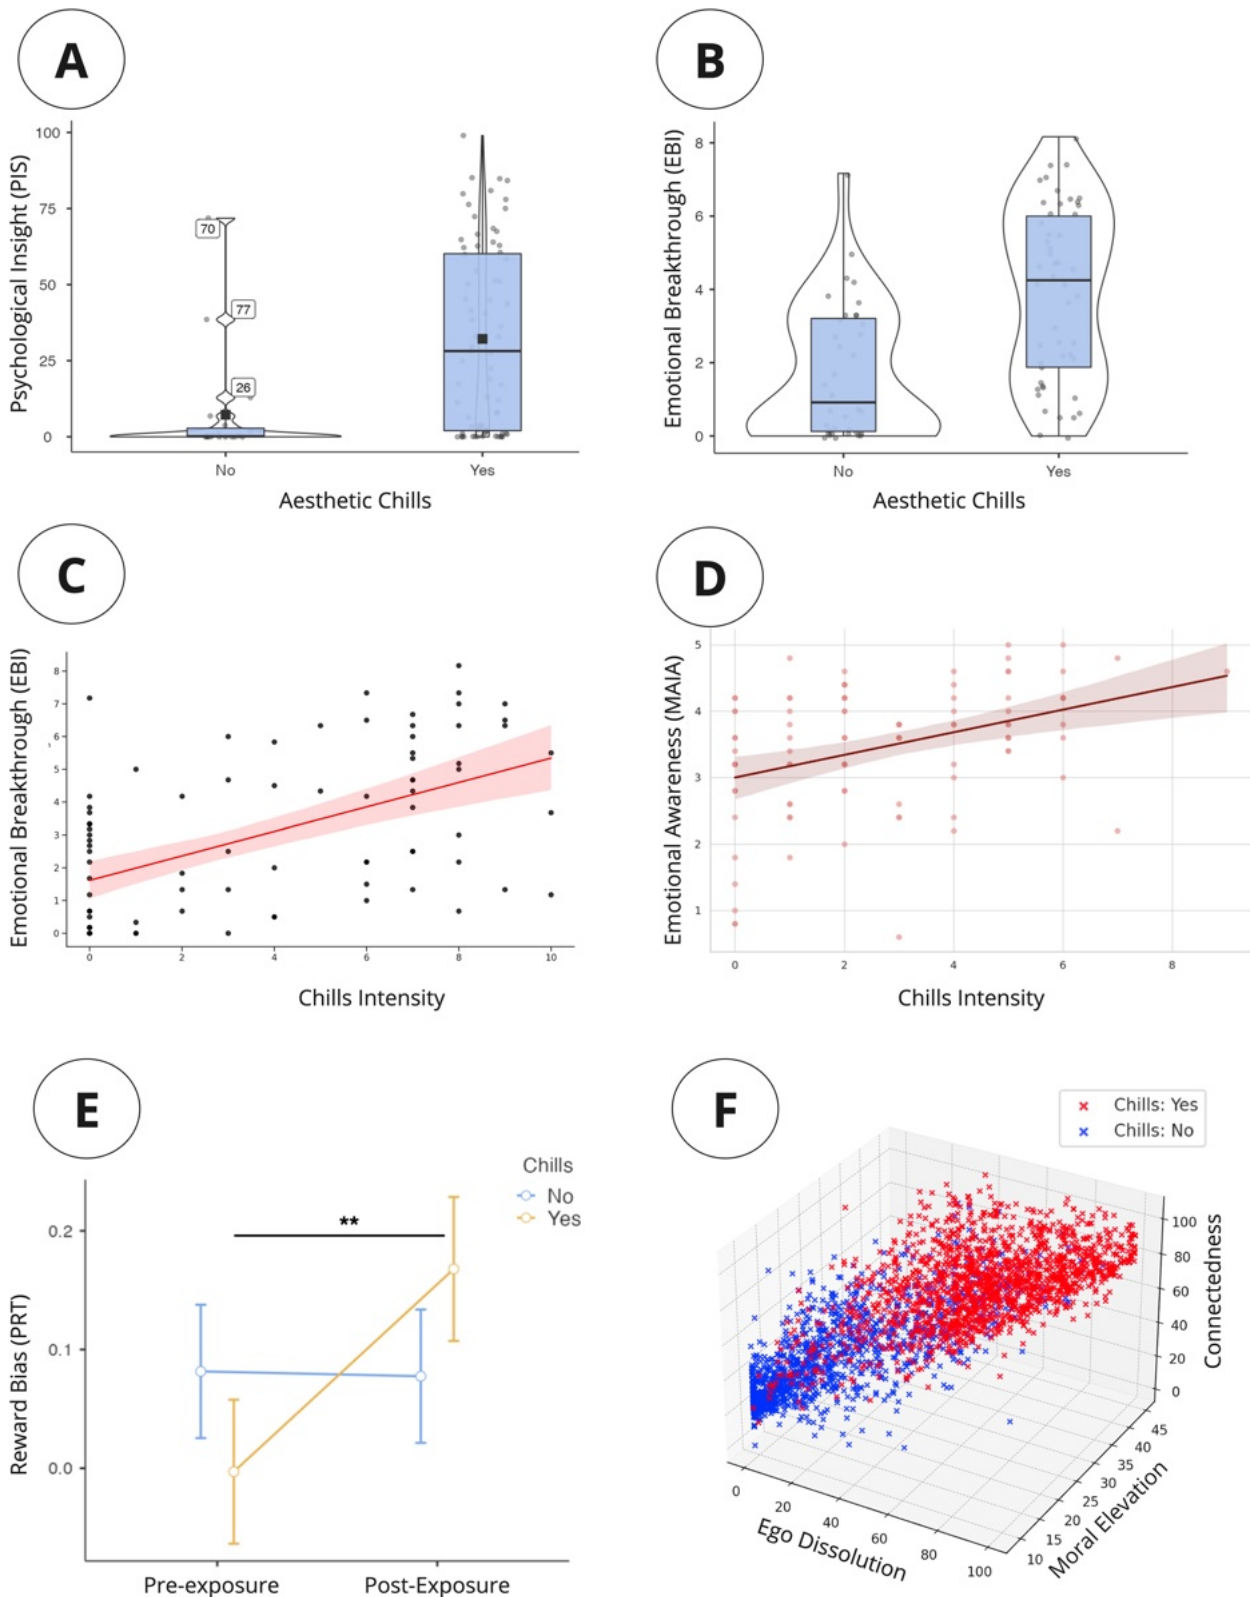 A
B
Psychological Insight (PIS)
100
75
50
25
0
70
77
26
No
Yes
Aesthetic Chills
Emotional Breakthrough (EBI)
8
6
4
2
0
No
Yes
Aesthetic Chills
C
D
Emotional Breakthrough (EBI)
8
7
6
5
4
3
2
1
0
0 2 4 6 8 10
Chills Intensity
Emotional Awareness (MAIA)
5
4
3
2
1
0 2 4 6 8
Chills Intensity
E
F
Chills
No
Yes
**
Reward Bias (PRT)
0.2
0.1
0.0
Pre-exposure
Post-Exposure
Chills: Yes
Chills: No
Connectedness
100
80
60
40
20
0
Moral Elevation
45
40
35
30
25
20
15
10
Ego Dissolution
0
20
40
60
80
100